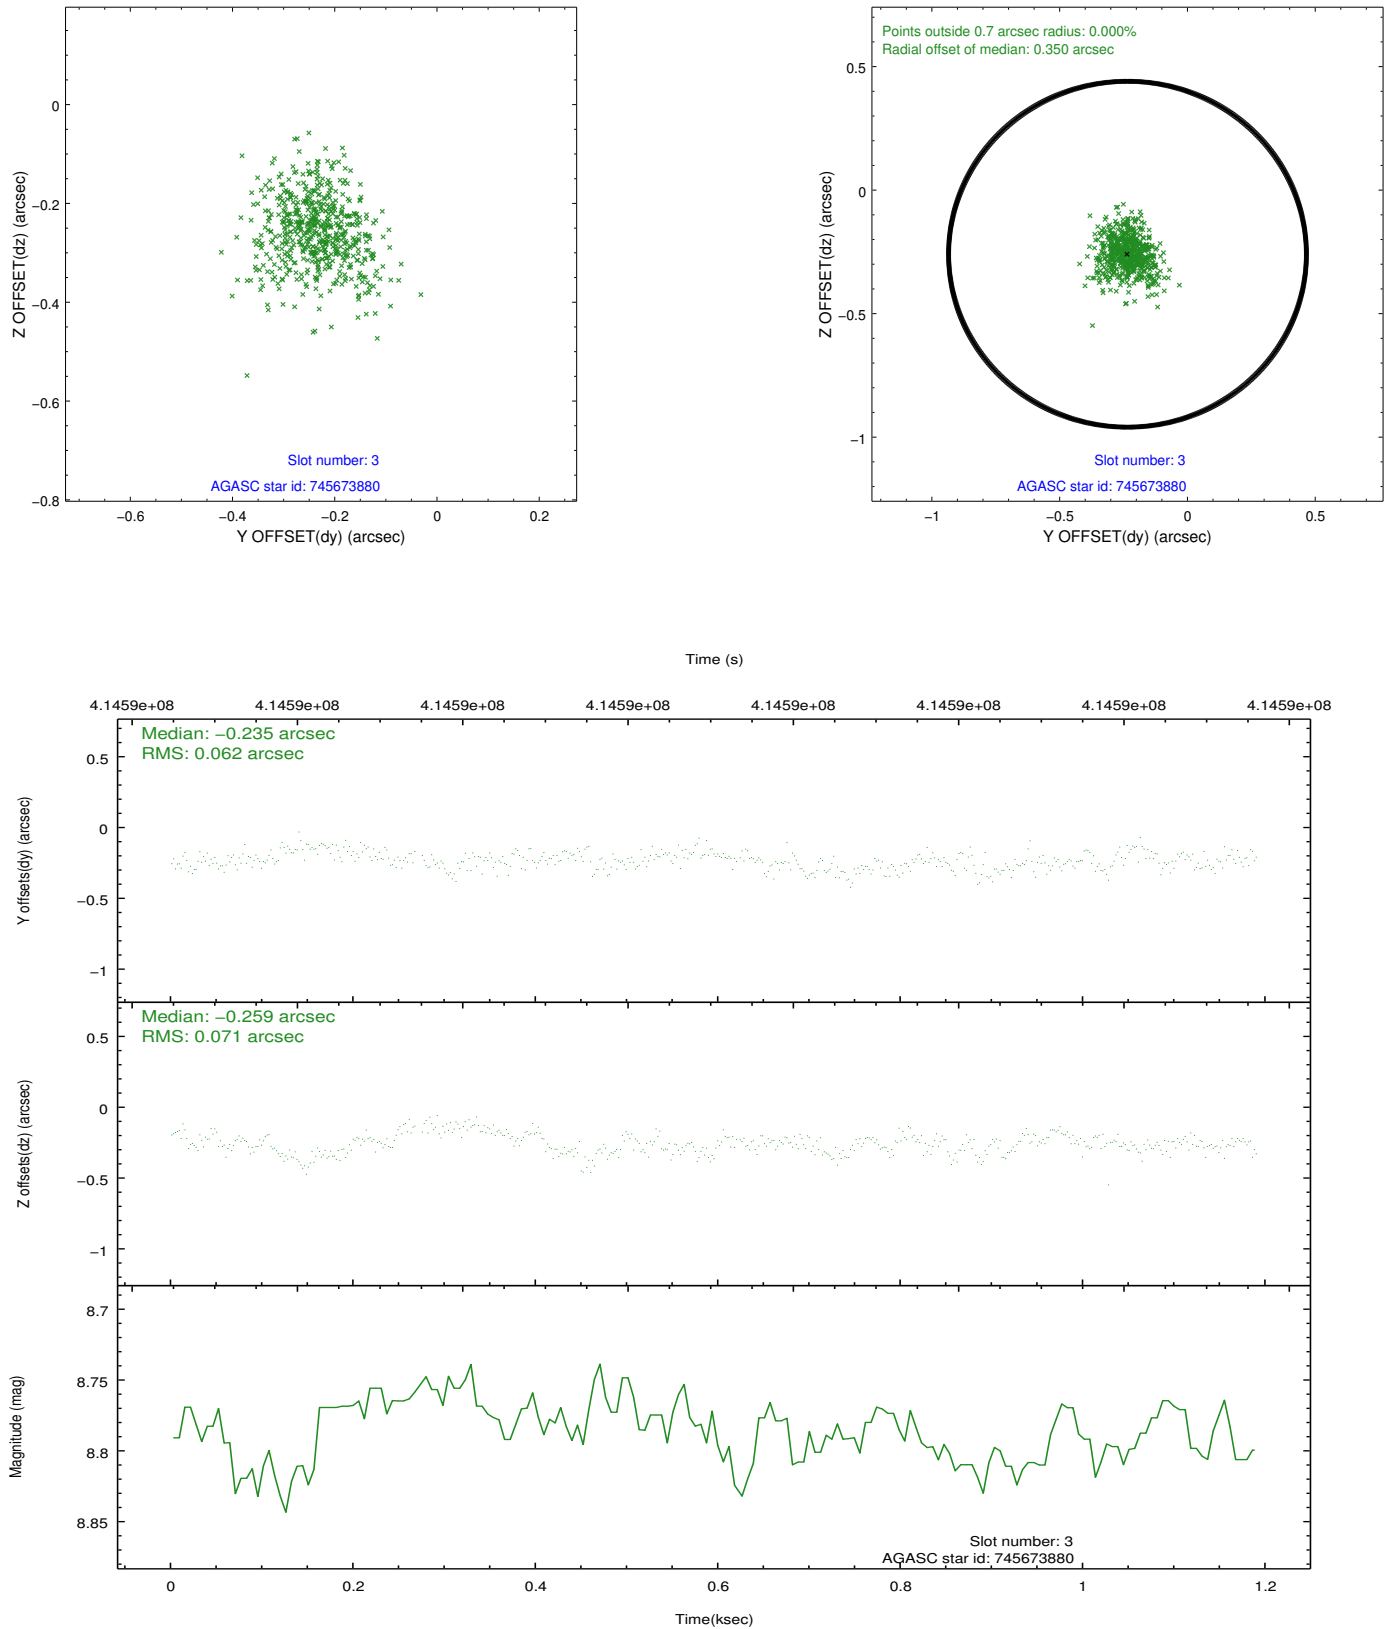 0
−0.2
−0.4
−0.6
−0.8
Z OFFSET(dz) (arcsec)
Slot number: 3
AGASC star id: 745673880
−0.6
−0.4
−0.2
0
0.2
Y OFFSET(dy) (arcsec)
Points outside 0.7 arcsec radius: 0.000%
Radial offset of median: 0.350 arcsec
0.5
0
−0.5
−1
Z OFFSET(dz) (arcsec)
Slot number: 3
AGASC star id: 745673880
−1
−0.5
0
0.5
Y OFFSET(dy) (arcsec)
Time (s)
4.1459e+08 4.1459e+08 4.1459e+08 4.1459e+08 4.1459e+08 4.1459e+08 4.1459e+08 4.1459e+08
Median: −0.235 arcsec
RMS: 0.062 arcsec
0.5
0
−0.5
−1
Y offsets(dy) (arcsec)
Median: −0.259 arcsec
RMS: 0.071 arcsec
0.5
0
−0.5
−1
Z offsets(dz) (arcsec)
8.7
8.75
8.8
8.85
Magnitude (mag)
Slot number: 3
AGASC star id: 745673880
0 0.2 0.4 0.6 0.8 1 1.2
Time(ksec)